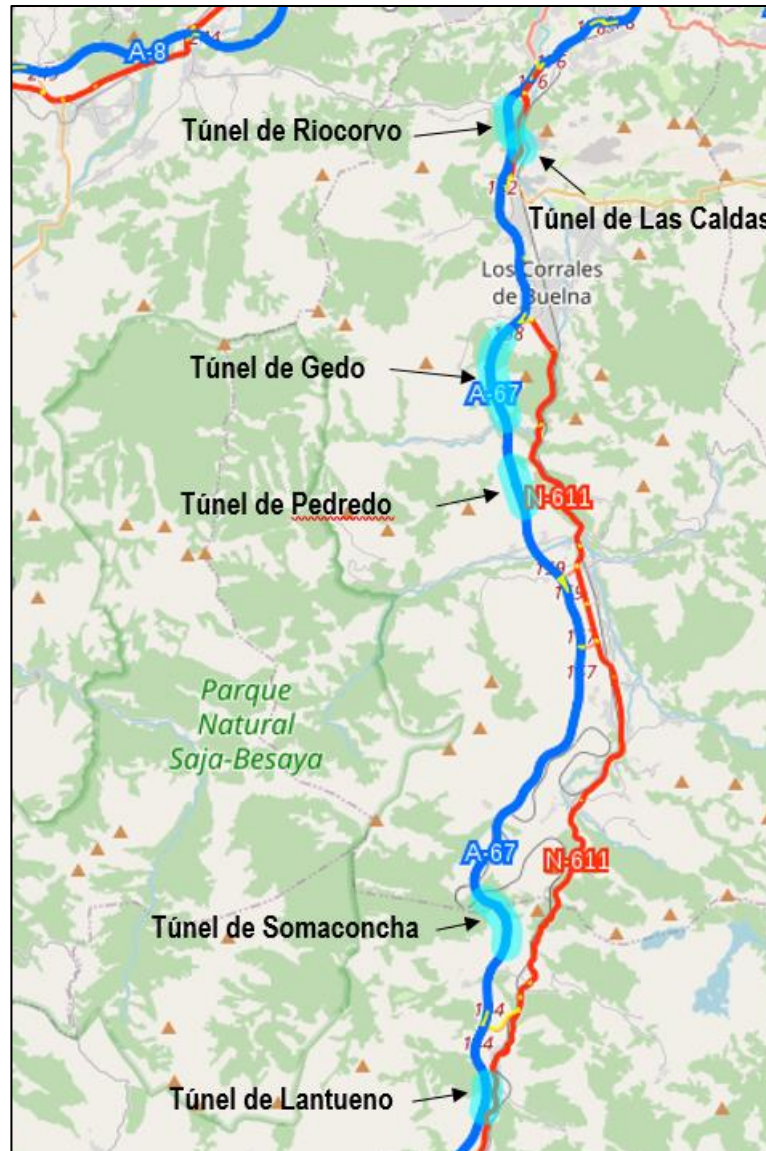 A-8
Túnel de Riocorvo
Túnel de Las Caldas
Los Corrales
de Buelna
Túnel de Gedo
A-67
Túnel de Pedredo
N-611
Parque
Natural
Saja-Besaya
A-67
N-611
Túnel de Somaconcha
Túnel de Lantueno